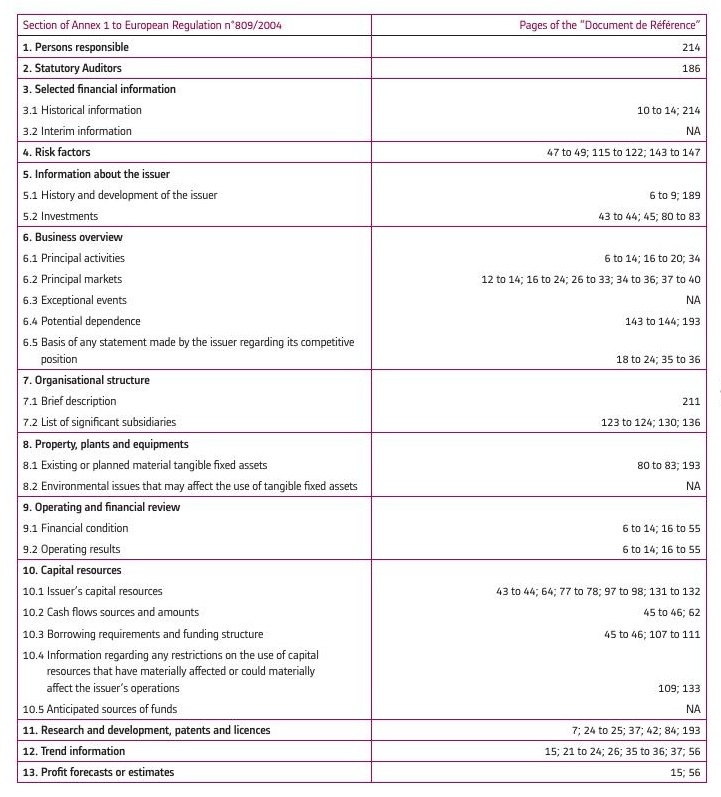 Section of Annex 1 to European Regulation n°809/2004 Pages of the “Document de Référence”
1. Persons responsible 214
2. Statutory Auditors 186
3. Selected financial information
3.1 Historical information 10 to 14; 214
3.2 Interim information NA
4. Risk factors 47 to 49; 115 to 122; 143 to 147
5. Information about the issuer
5.1 History and development of the issuer 6 to 9; 189
5.2 Investments 43 to 44; 45; 80 to 83
6. Business overview
6.1 Principal activities 6 to 14; 16 to 20; 34
6.2 Principal markets 12 to 14; 16 to 24; 26 to 33; 34 to 36; 37 to 40
6.3 Exceptional events NA
6.4 Potential dependence 143 to 144; 193
6.5 Basis of any statement made by the issuer regarding its competitive
position 18 to 24; 35 to 36
7. Organisational structure
7.1 Brief description 211
7.2 List of significant subsidiaries 123 to 124; 130; 136
8. Property, plants and equipments
8.1 Existing or planned material tangible fixed assets 80 to 83; 193
8.2 Environmental issues that may affect the use of tangible fixed assets NA
9. Operating and financial review
9.1 Financial condition 6 to 14; 16 to 55
9.2 Operating results 6 to 14; 16 to 55
10. Capital resources
10.1 Issuer’s capital resources 43 to 44; 64; 77 to 78; 97 to 98; 131 to 132
10.2 Cash flows sources and amounts 45 to 46; 62
10.3 Borrowing requirements and funding structure 45 to 46; 107 to 111
10.4 Information regarding any restrictions on the use of capital
resources that have materially affected or could materially
affect the issuer’s operations 109; 133
10.5 Anticipated sources of funds NA
11. Research and development, patents and licences 7; 24 to 25; 37; 42; 84; 193
12. Trend information 15; 21 to 24; 26; 35 to 36; 37; 56
13. Profit forecasts or estimates 15; 56